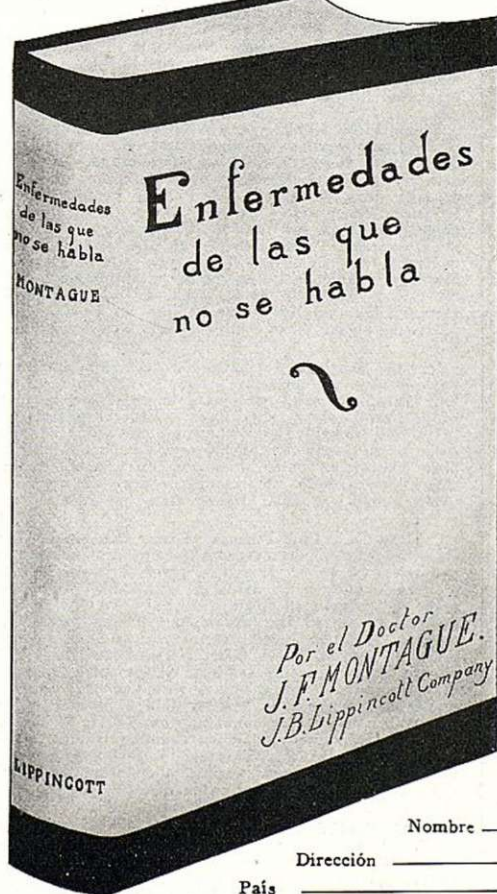 Enfermedades
de las que
no se habla
MONTAGUE
LIPPINCOTT
Enfermedades
de las que
no se habla
Por el Doctor
J. F. MONTAGUE.
J. B. Lippincott Company
Nombre
Dirección
País